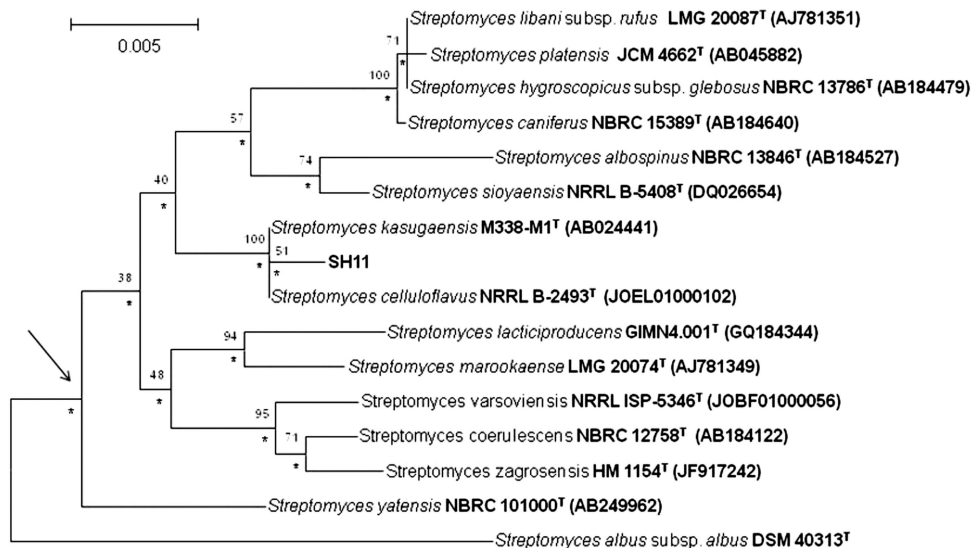 Streptomyces libani subsp. rufus LMG 20087T (AJ781351)
0.005
71
Streptomyces platensis JCM 4662T (AB045882)
*
100
*
Streptomyces hygroscopicus subsp. glebosus NBRC 13786T (AB184479)
57
*
Streptomyces caniferus NBRC 15389T (AB184640)
74
*
Streptomyces albospinus NBRC 13846T (AB184527)
40
*
Streptomyces sioyaensis NRRL B-5408T (DQ026654)
Streptomyces kasugaensis M338-M1T (AB024441)
100
*
51
*
SH11
38
*
Streptomyces celluloflavus NRRL B-2493T (JOEL01000102)
94
*
Streptomyces lacticiproducens GIMN4.001T (GQ184344)
48
*
Streptomyces marookaense LMG 20074T (AJ781349)
*
95
*
Streptomyces varsoviensis NRRL ISP-5346T (JOBF01000056)
71
*
Streptomyces coerulescens NBRC 12758T (AB184122)
Streptomyces zagrosensis HM 1154T (JF917242)
Streptomyces yatensis NBRC 101000T (AB249962)
Streptomyces albus subsp. albus DSM 40313T